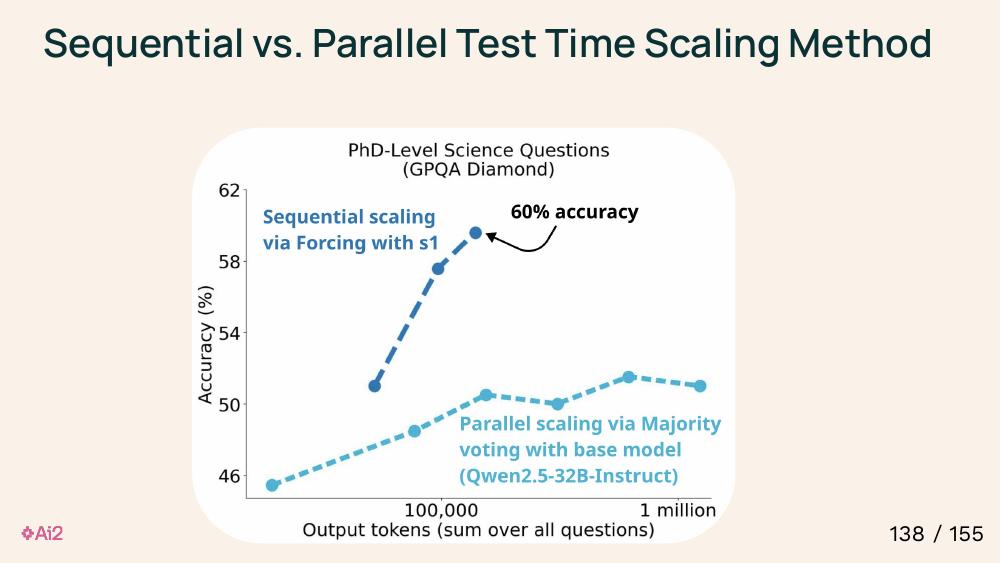 Sequential vs. Parallel Test Time Scaling Method
PhD-Level Science Questions
(GPQA Diamond)
62
58
54
50
46
Accuracy (%)
Sequential scaling
via Forcing with s1
60% accuracy
Parallel scaling via Majority
voting with base model
(Qwen2.5-32B-Instruct)
100,000
1 million
Output tokens (sum over all questions)
Ai2
138 / 155